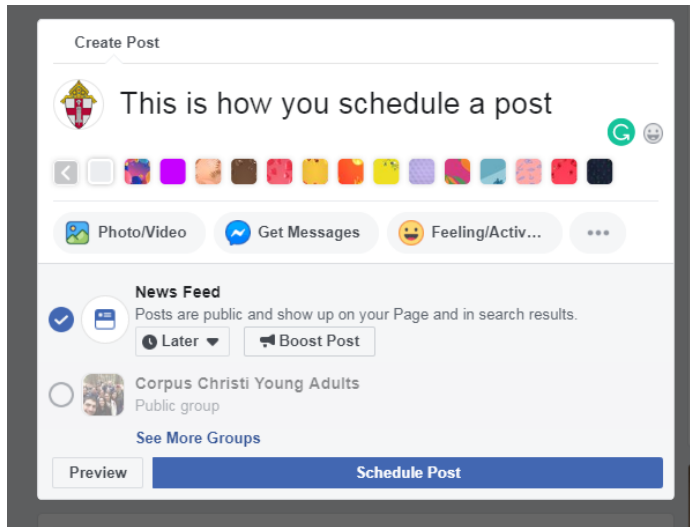 Create Post
This is how you schedule a post
Photo/Video Get Messages Feeling/Activ... •••
News Feed
Posts are public and show up on your Page and in search results.
Later Boost Post
Corpus Christi Young Adults
Public group
See More Groups
Preview Schedule Post